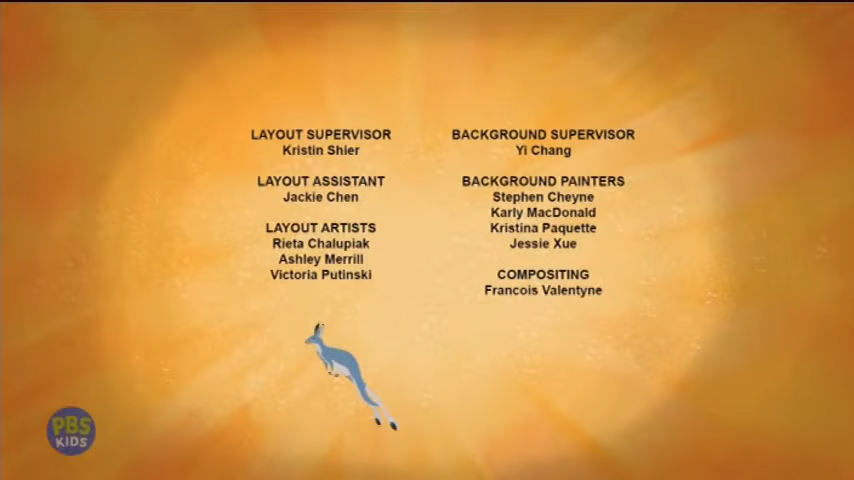 LAYOUT SUPERVISOR
Kristin Shier
LAYOUT ASSISTANT
Jackie Chen
LAYOUT ARTISTS
Rieta Chalupiak
Ashley Merrill
Victoria Putinski
BACKGROUND SUPERVISOR
Yi Chang
BACKGROUND PAINTERS
Stephen Cheyne
Karly MacDonald
Kristina Paquette
Jessie Xue
COMPOSITING
Francois Valentyne
PBS
KIDS